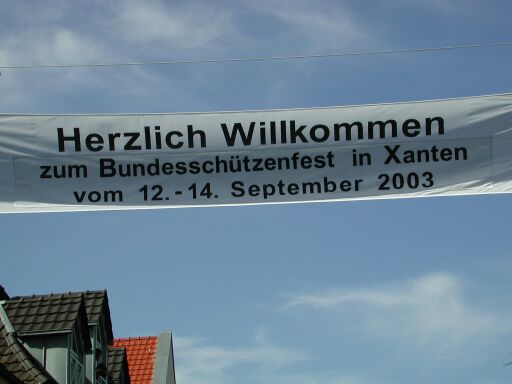 Herzlich Willkommen
zum Bundesschützenfest in Xanten
vom 12.-14. September 2003